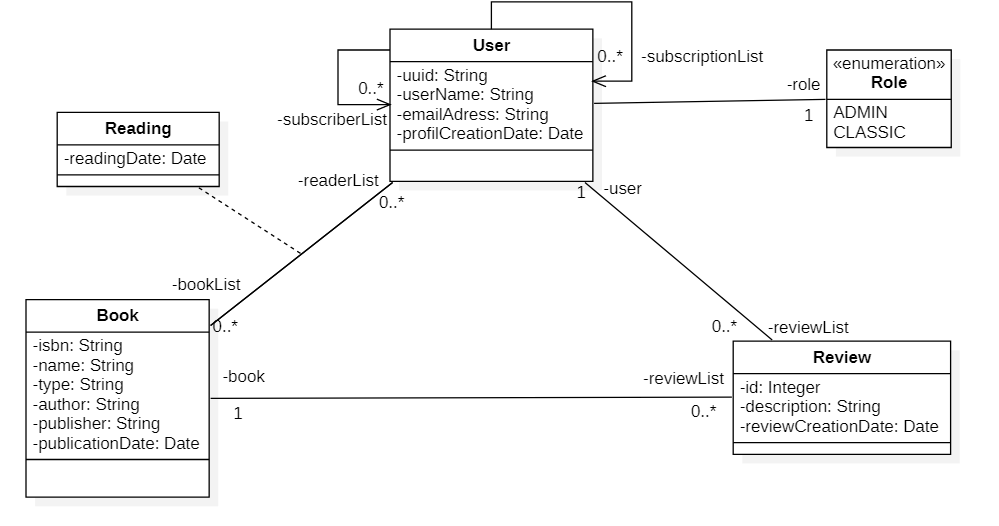 User
-uuid: String
-userName: String
-emailAdress: String
-profilCreationDate: Date
0..*
-subscriptionList
0..*
-subscriberList
«enumeration»
Role
ADMIN
CLASSIC
-role
1
Reading
-readingDate: Date
-readerList
0..*
1
-user
-bookList
0..*
Book
-isbn: String
-name: String
-type: String
-author: String
-publisher: String
-publicationDate: Date
-book
1
-reviewList
0..*
0..*
-reviewList
Review
-id: Integer
-description: String
-reviewCreationDate: Date